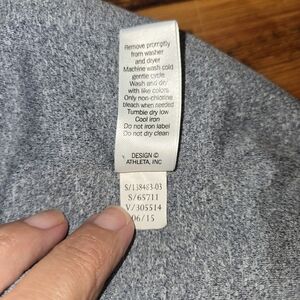 Remove promptly
from washer
and dryer
Machine wash cold
gentle cycle
Wash and dry
with like colors
Only non-chlorine
bleach when needed
Tumble dry low
Cool iron
Do not iron label
Do not dry clean
DESIGN ©
ATHLETA, INC
S/138483-03
S/65711
V/305514
06/15